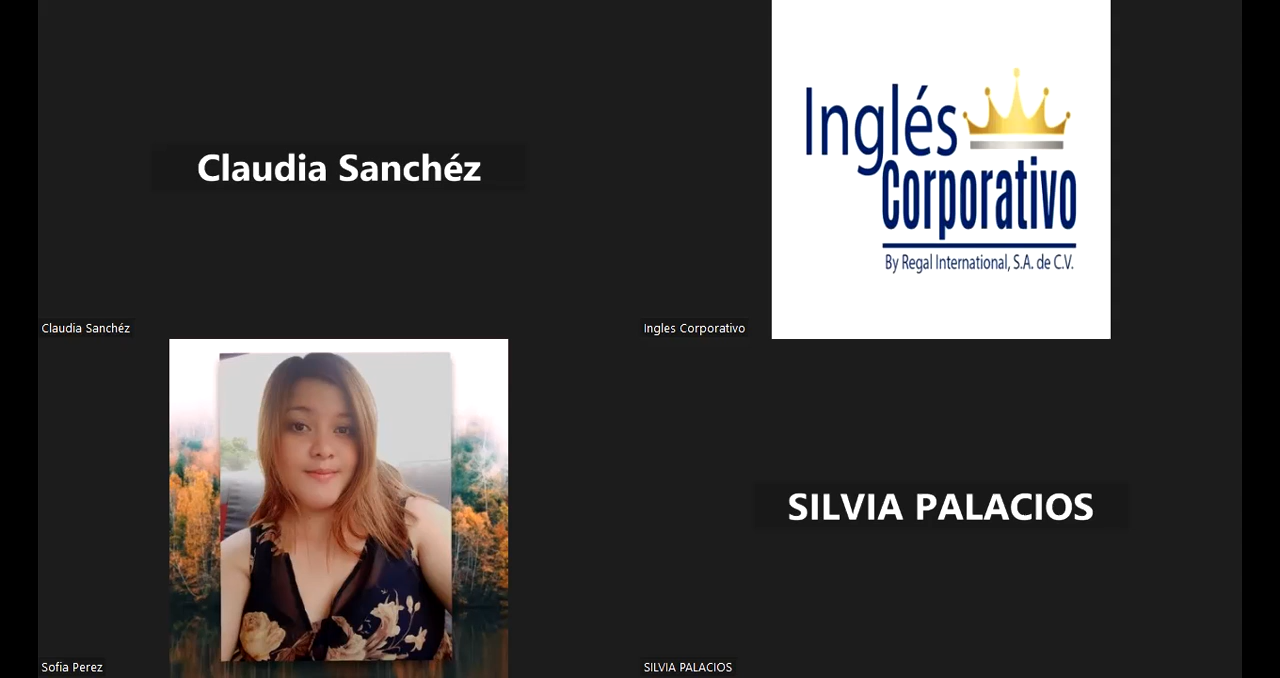 Claudia Sanchéz
Claudia Sanchéz
Inglés
Corporativo
By Regal International, S.A. de C.V.
Ingles Corporativo
Sofia Perez
SILVIA PALACIOS
SILVIA PALACIOS